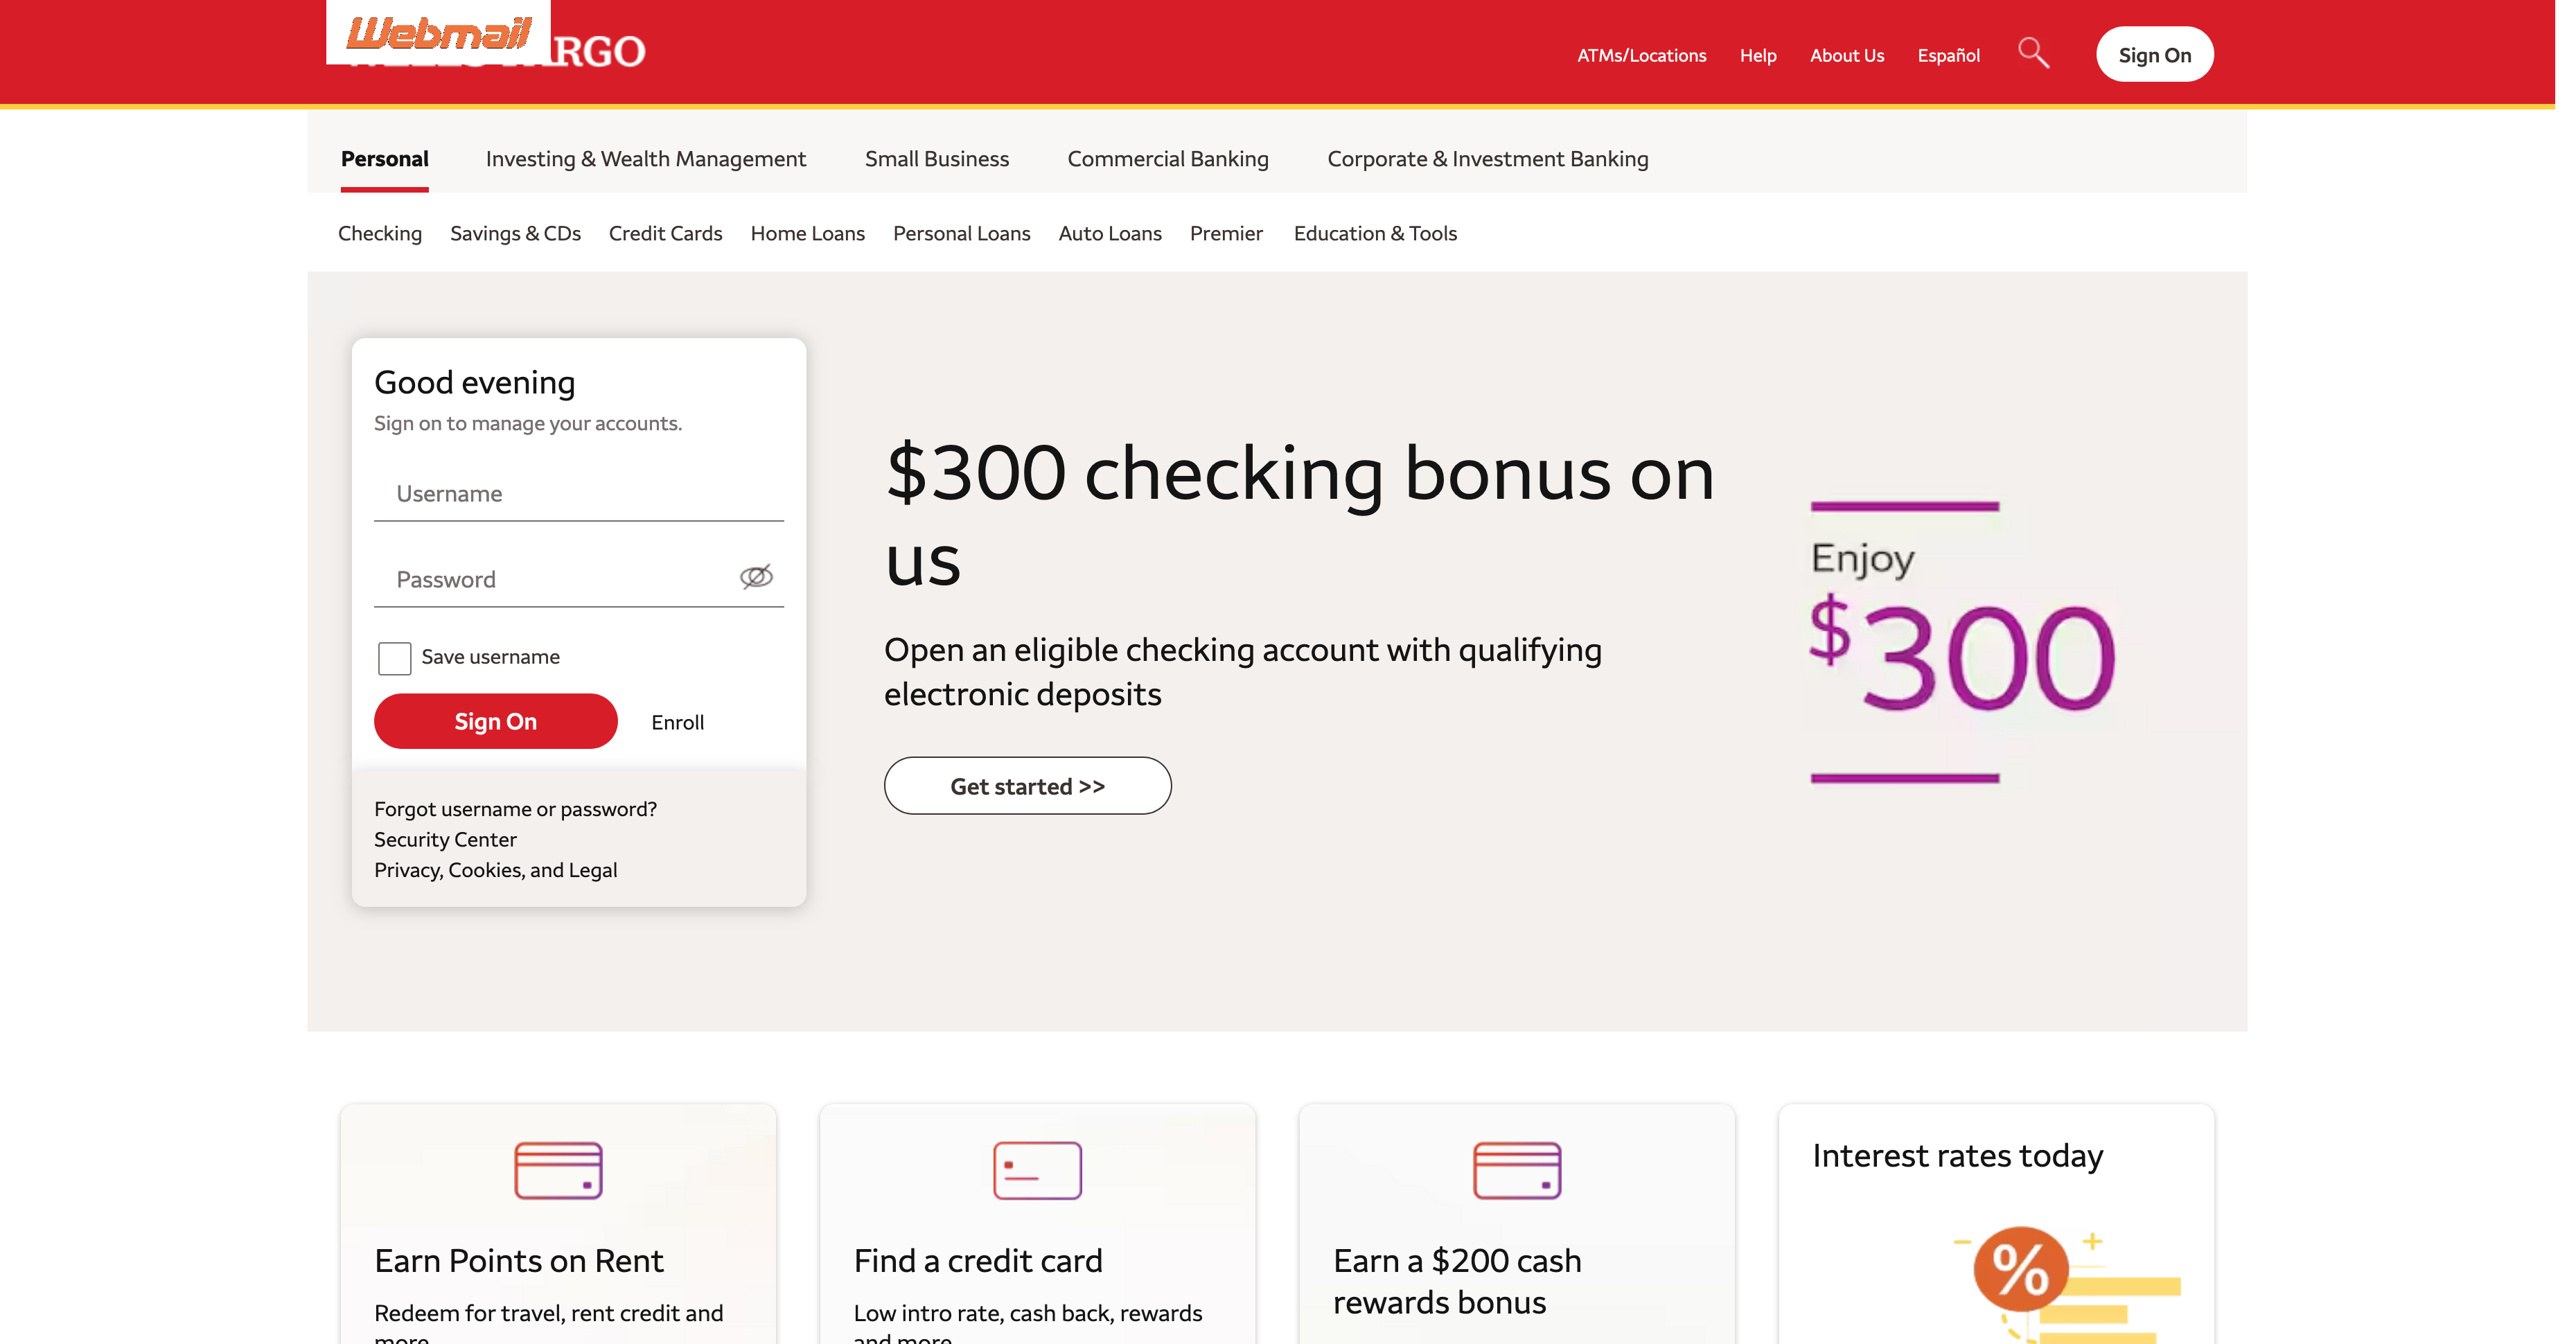 Webmail
RGO
ATMs/Locations Help About Us Español Sign On
Personal Investing & Wealth Management Small Business Commercial Banking Corporate & Investment Banking
Checking Savings & CDs Credit Cards Home Loans Personal Loans Auto Loans Premier Education & Tools
Good evening
Sign on to manage your accounts.
Username
Password
Save username
Sign On Enroll
Forgot username or password?
Security Center
Privacy, Cookies, and Legal
$300 checking bonus on
us
Open an eligible checking account with qualifying
electronic deposits
Get started >>
Enjoy
$300
Earn Points on Rent
Redeem for travel, rent credit and
more
Find a credit card
Low intro rate, cash back, rewards
and more
Earn a $200 cash
rewards bonus
Interest rates today
%